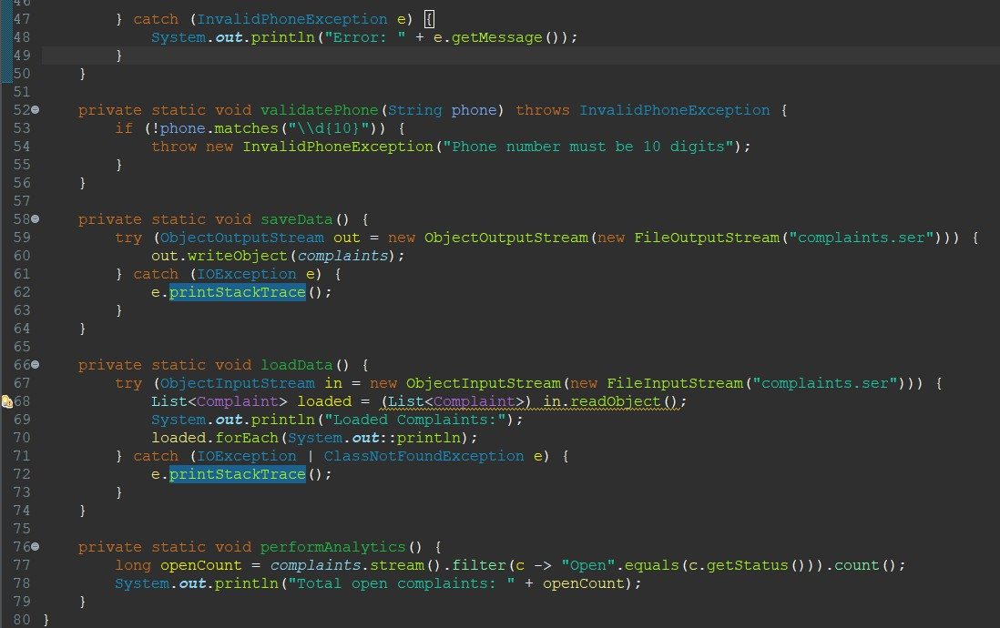 46
47        } catch (InvalidPhoneException e) {
48            System.out.println("Error: " + e.getMessage());
49        }
50    }
51
52    private static void validatePhone(String phone) throws InvalidPhoneException {
53        if (!phone.matches("\\d{10}")) {
54            throw new InvalidPhoneException("Phone number must be 10 digits");
55        }
56    }
57
58    private static void saveData() {
59        try (ObjectOutputStream out = new ObjectOutputStream(new FileOutputStream("complaints.ser"))) {
60            out.writeObject(complaints);
61        } catch (IOException e) {
62            e.printStackTrace();
63        }
64    }
65
66    private static void loadData() {
67        try (ObjectInputStream in = new ObjectInputStream(new FileInputStream("complaints.ser"))) {
68            List<Complaint> loaded = (List<Complaint>) in.readObject();
69            System.out.println("Loaded Complaints:");
70            loaded.forEach(System.out::println);
71        } catch (IOException | ClassNotFoundException e) {
72            e.printStackTrace();
73        }
74    }
75
76    private static void performAnalytics() {
77        long openCount = complaints.stream().filter(c -> "Open".equals(c.getStatus())).count();
78        System.out.println("Total open complaints: " + openCount);
79    }
80 }